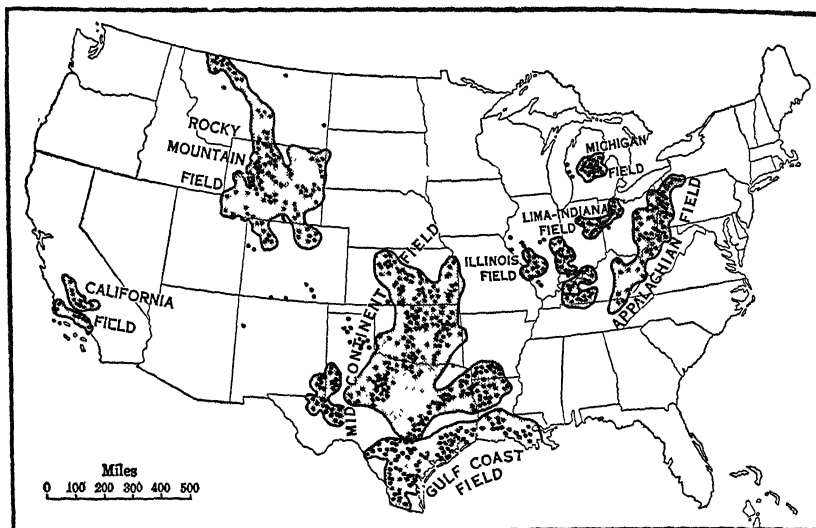 ROCKY
MOUNTAIN
FIELD
MICHIGAN
FIELD
LIMA-INDIANA
FIELD
ILLINOIS
FIELD
APPALACHIAN FIELD
CALIFORNIA
FIELD
MID CONTINENT FIELD
GULF COAST
FIELD
Miles
0 100 200 300 400 500